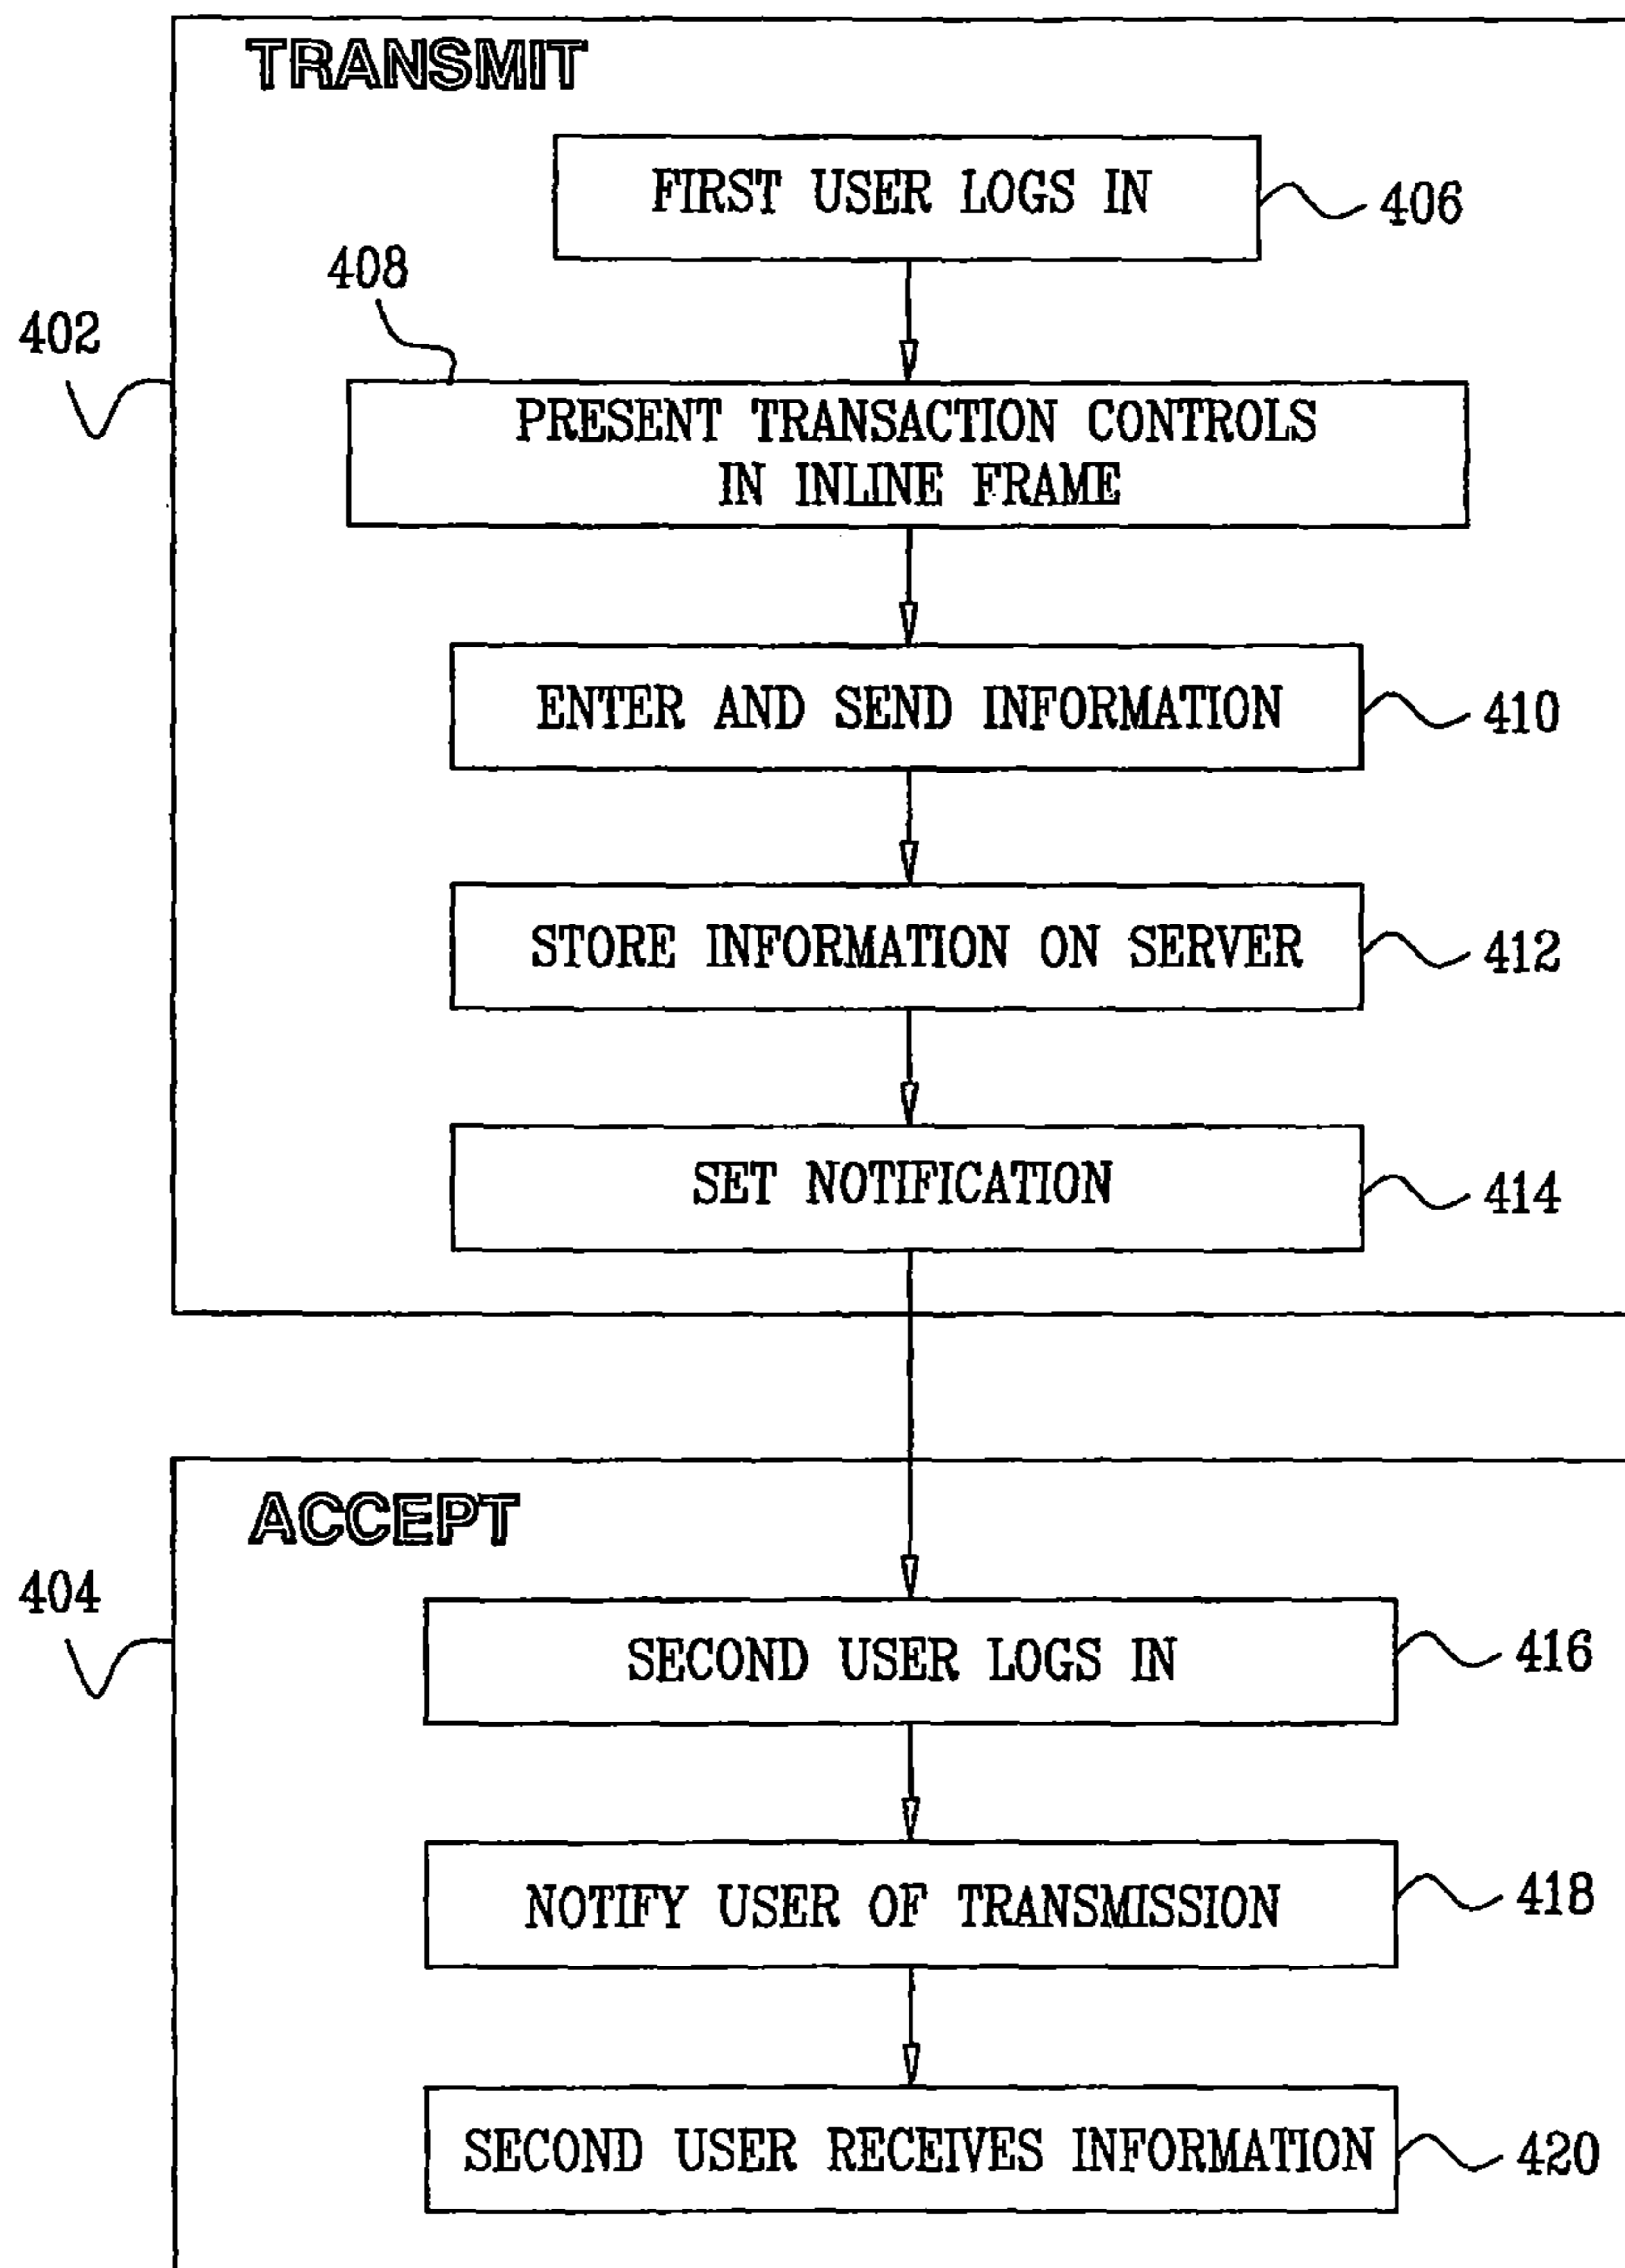 TRANSMIT
FIRST USER LOGS IN
406
408
402
PRESENT TRANSACTION CONTROLS
IN INLINE FRAME
ENTER AND SEND INFORMATION
410
STORE INFORMATION ON SERVER
412
SET NOTIFICATION
414
ACCEPT
404
SECOND USER LOGS IN
416
NOTIFY USER OF TRANSMISSION
418
SECOND USER RECEIVES INFORMATION
420